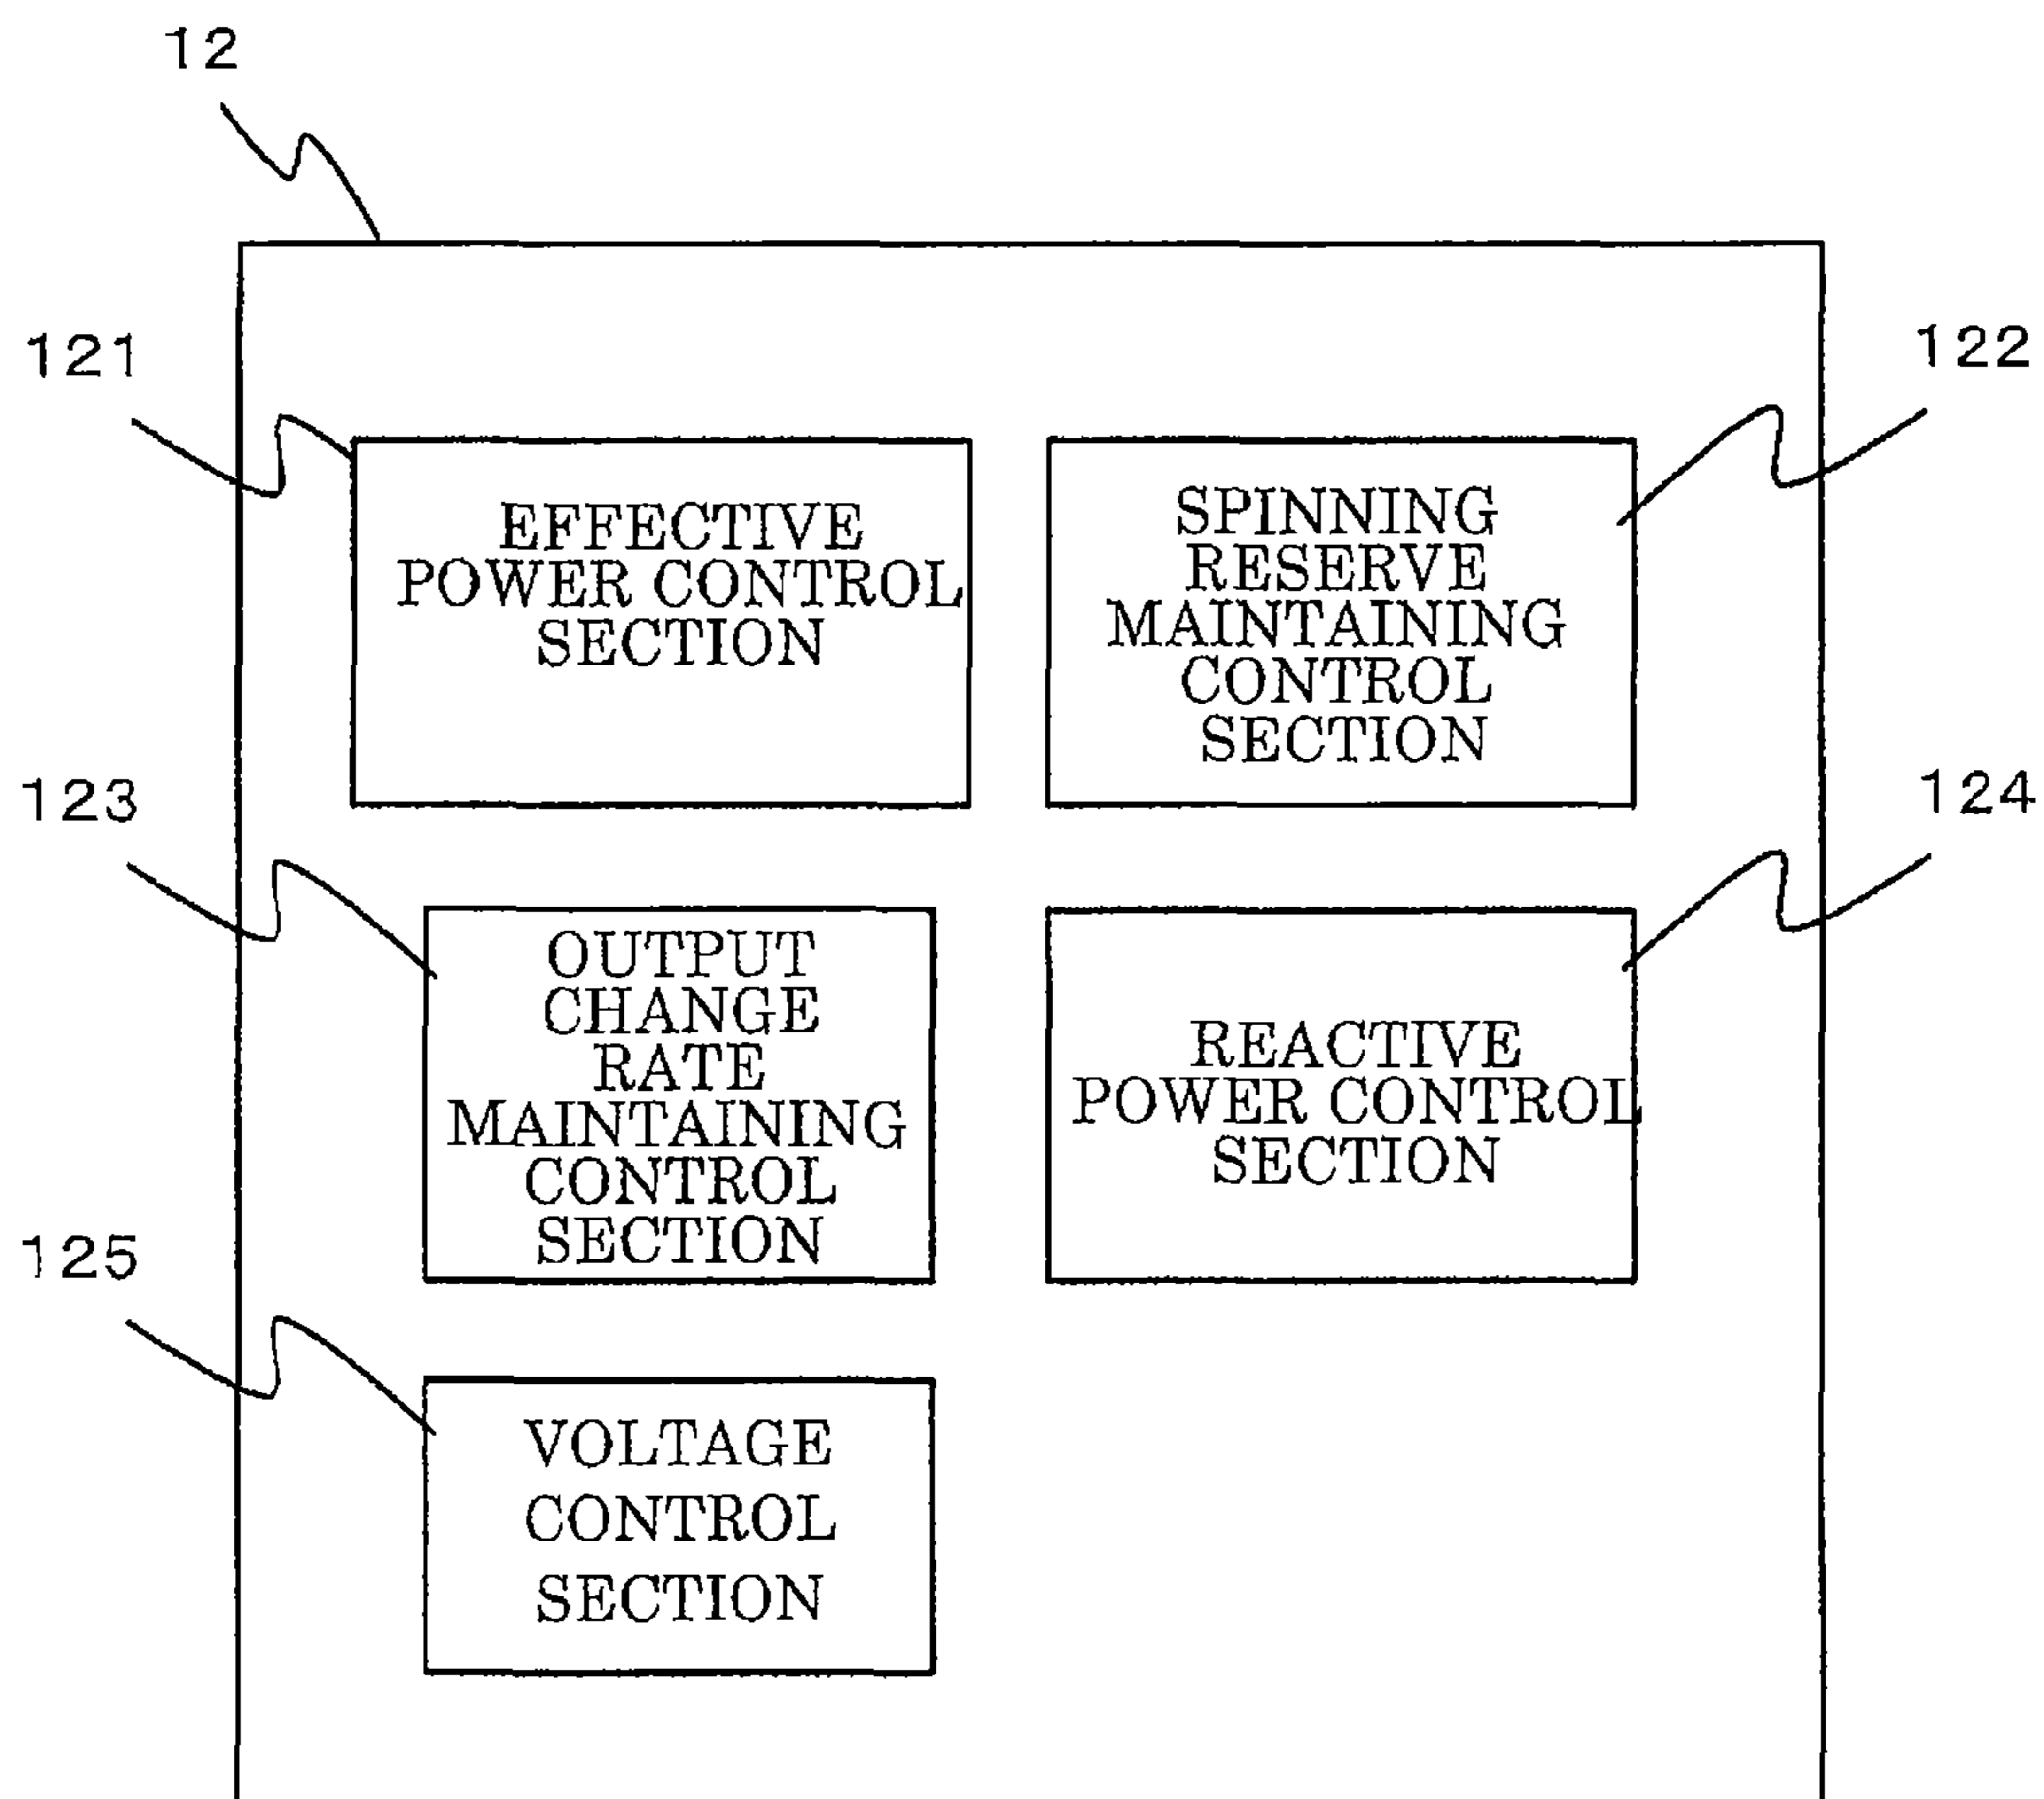 12
121
EFFECTIVE
POWER CONTROL
SECTION
122
SPINNING
RESERVE
MAINTAINING
CONTROL
SECTION
123
OUTPUT
CHANGE
RATE
MAINTAINING
CONTROL
SECTION
124
REACTIVE
POWER CONTROL
SECTION
125
VOLTAGE
CONTROL
SECTION